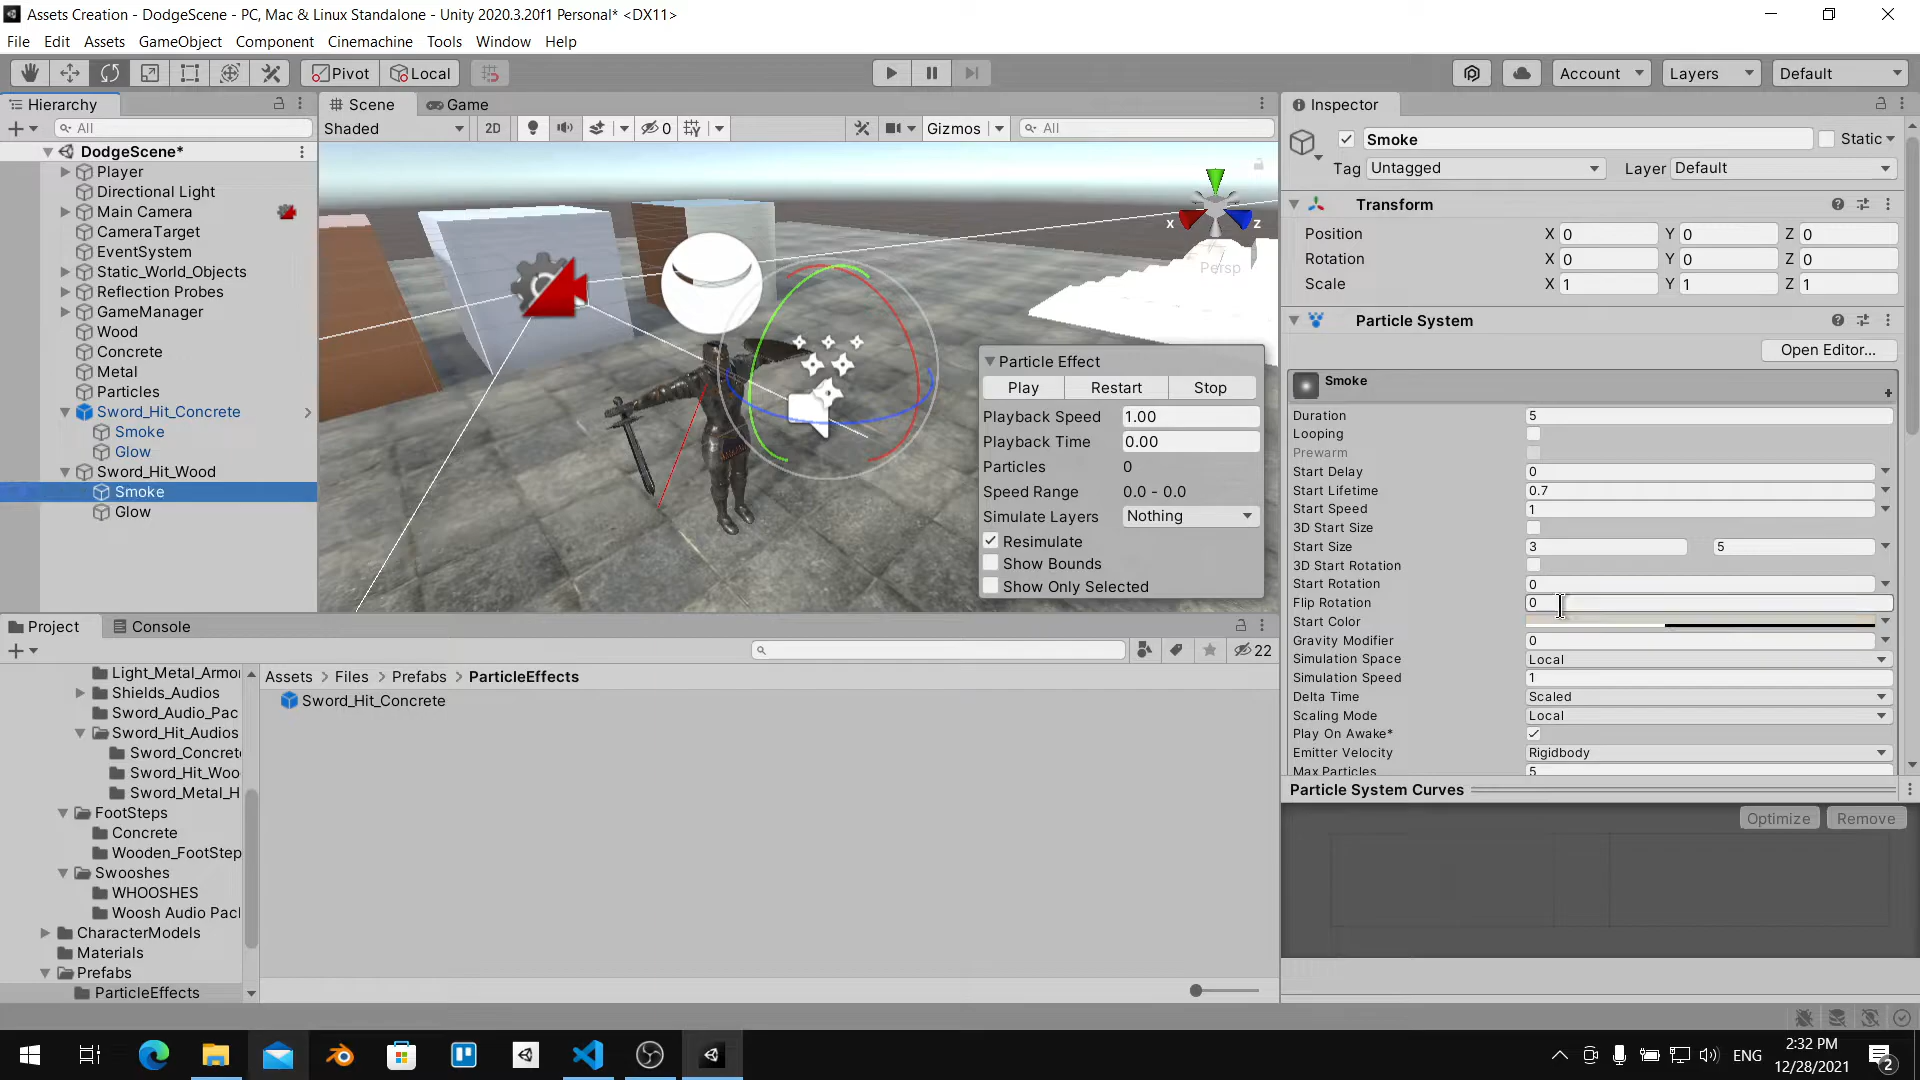 Assets Creation - DodgeScene - PC, Mac & Linux Standalone - Unity 2020.3.20f1 Personal* <DX11>
File Edit Assets GameObject Component Cinemachine Tools Window Help
Pivot Local Account Layers Default
Hierarchy
All
DodgeScene*
Player
Directional Light
Main Camera
CameraTarget
EventSystem
Static_World_Objects
Reflection Probes
GameManager
Wood
Concrete
Metal
Particles
Sword_Hit_Concrete
Smoke
Glow
Sword_Hit_Wood
Smoke
Glow
Scene Game
Shaded 2D 0 Gizmos All
x z
Persp
Particle Effect
Play Restart Stop
Playback Speed 1.00
Playback Time 0.00
Particles 0
Speed Range 0.0 - 0.0
Simulate Layers Nothing
Resimulate
Show Bounds
Show Only Selected
Project Console
22
Light_Metal_Armor
Shields_Audios
Sword_Audio_Pac
Sword_Hit_Audios
Sword_Concrete
Sword_Hit_Woo
Sword_Metal_H
FootSteps
Concrete
Wooden_FootStep
Swooshes
WHOOSHES
Woosh Audio Pacl
CharacterModels
Materials
Prefabs
ParticleEffects
Assets > Files > Prefabs > ParticleEffects
Sword_Hit_Concrete
Inspector
Smoke Static
Tag Untagged Layer Default
Transform
Position X 0 Y 0 Z 0
Rotation X 0 Y 0 Z 0
Scale X 1 Y 1 Z 1
Particle System
Open Editor...
Smoke
Duration 5
Looping
Prewarm
Start Delay 0
Start Lifetime 0.7
Start Speed 1
3D Start Size
Start Size 3 5
3D Start Rotation
Start Rotation 0
Flip Rotation 0
Start Color
Gravity Modifier 0
Simulation Space Local
Simulation Speed 1
Delta Time Scaled
Scaling Mode Local
Play On Awake*
Emitter Velocity Rigidbody
Max Particles 5
Particle System Curves
Optimize Remove
ENG
2:32 PM
12/28/2021
2